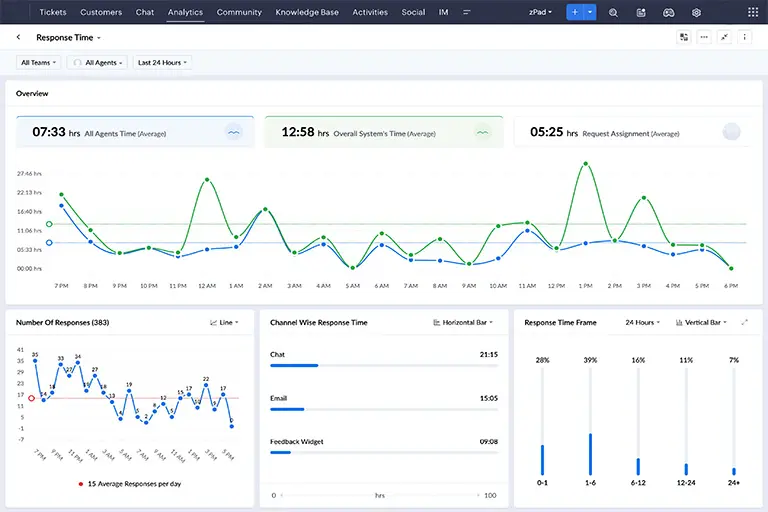 Tickets Customers Chat Analytics Community Knowledge Base Activities Social IM zPad
Response Time
All Teams All Agents Last 24 Hours
Overview
07:33 hrs All Agents Time (Average) 12:58 hrs Overall System's Time (Average) 05:25 hrs Request Assignment (Average)
27:46 hrs
22:13 hrs
16:40 hrs
11:06 hrs
05:33 hrs
00:00 hrs
7 PM 8 PM 9 PM 10 PM 11 PM 12 AM 1 AM 2 AM 3 AM 4 AM 5 AM 6 AM 7 AM 8 AM 9 AM 10 AM 11 AM 12 PM 1 PM 2 PM 3 PM 4 PM 5 PM 6 PM
Number Of Responses (383) Line
41
35
29
23
17
11
5
-1
-7
35 14 18 33 27 34 19 27 18 13 4 19 5 2 8 12 5 15 17 10 22 9 17 0
7 PM 9 PM 11 PM 1 AM 3 AM 5 AM 7 AM 9 AM 11 AM 1 PM 3 PM 5 PM
15 Average Responses per day
Channel Wise Response Time Horizontal Bar
Chat 21:15
Email 15:05
Feedback Widget 09:08
0 hrs 100
Response Time Frame 24 Hours Vertical Bar
28% 39% 16% 11% 7%
0-1 1-6 6-12 12-24 24+